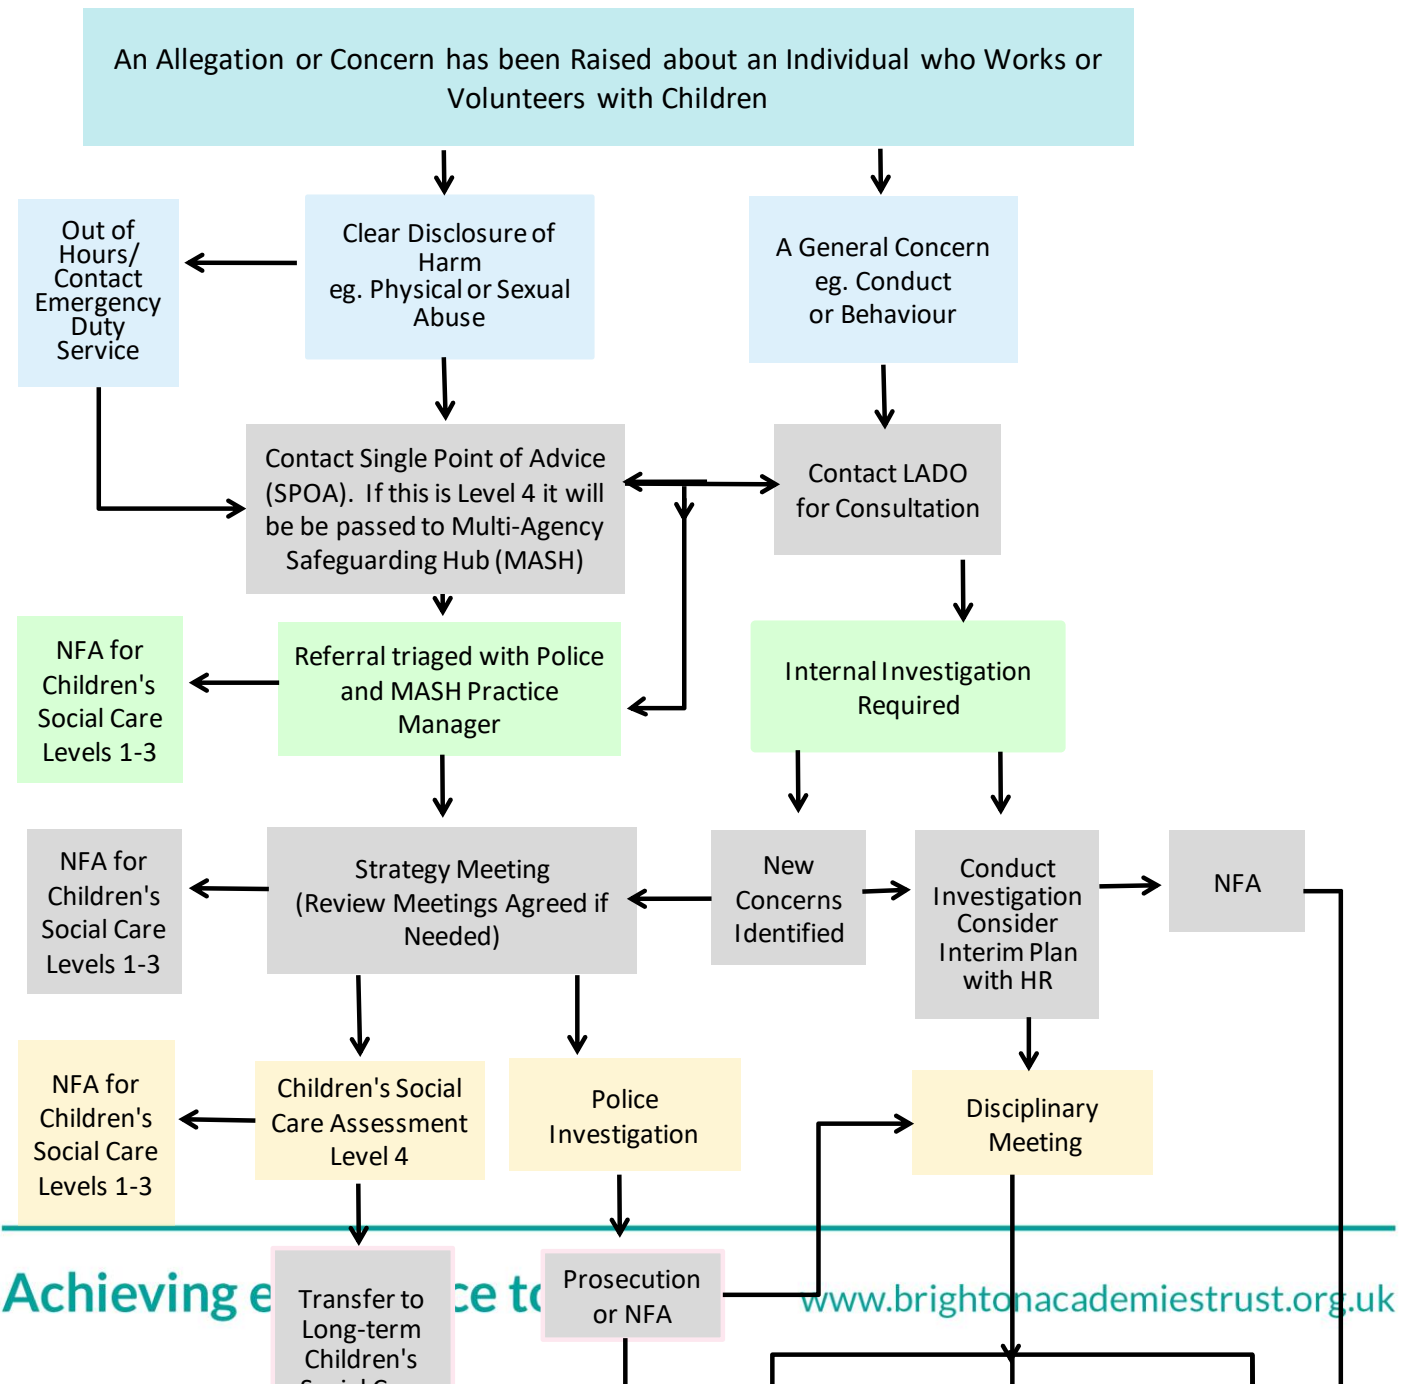 An Allegation or Concern has been Raised about an Individual who Works or
Volunteers with Children
Out of
Hours/
Contact
Emergency
Duty
Service
Clear Disclosure of
Harm
eg. Physical or Sexual
Abuse
A General Concern
eg. Conduct
or Behaviour
Contact Single Point of Advice
(SPOA). If this is Level 4 it will
be be passed to Multi-Agency
Safeguarding Hub (MASH)
Contact LADO
for Consultation
NFA for
Children's
Social Care
Levels 1-3
Referral triaged with Police
and MASH Practice
Manager
Internal Investigation
Required
NFA for
Children's
Social Care
Levels 1-3
Strategy Meeting
(Review Meetings Agreed if
Needed)
New
Concerns
Identified
Conduct
Investigation
Consider
Interim Plan
with HR
NFA
NFA for
Children's
Social Care
Levels 1-3
Children's Social
Care Assessment
Level 4
Police
Investigation
Disciplinary
Meeting
Transfer to
Long-term
Children's
Prosecution
or NFA
Achieving
www.brightonacademiestrust.org.uk